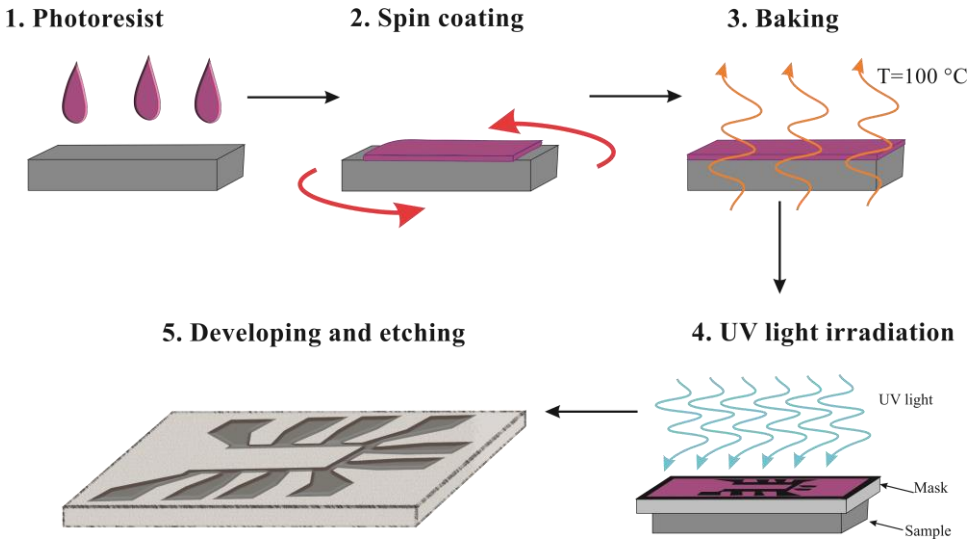 1. Photoresist
2. Spin coating
3. Baking
T=100 °C
4. UV light irradiation
UV light
Mask
Sample
5. Developing and etching